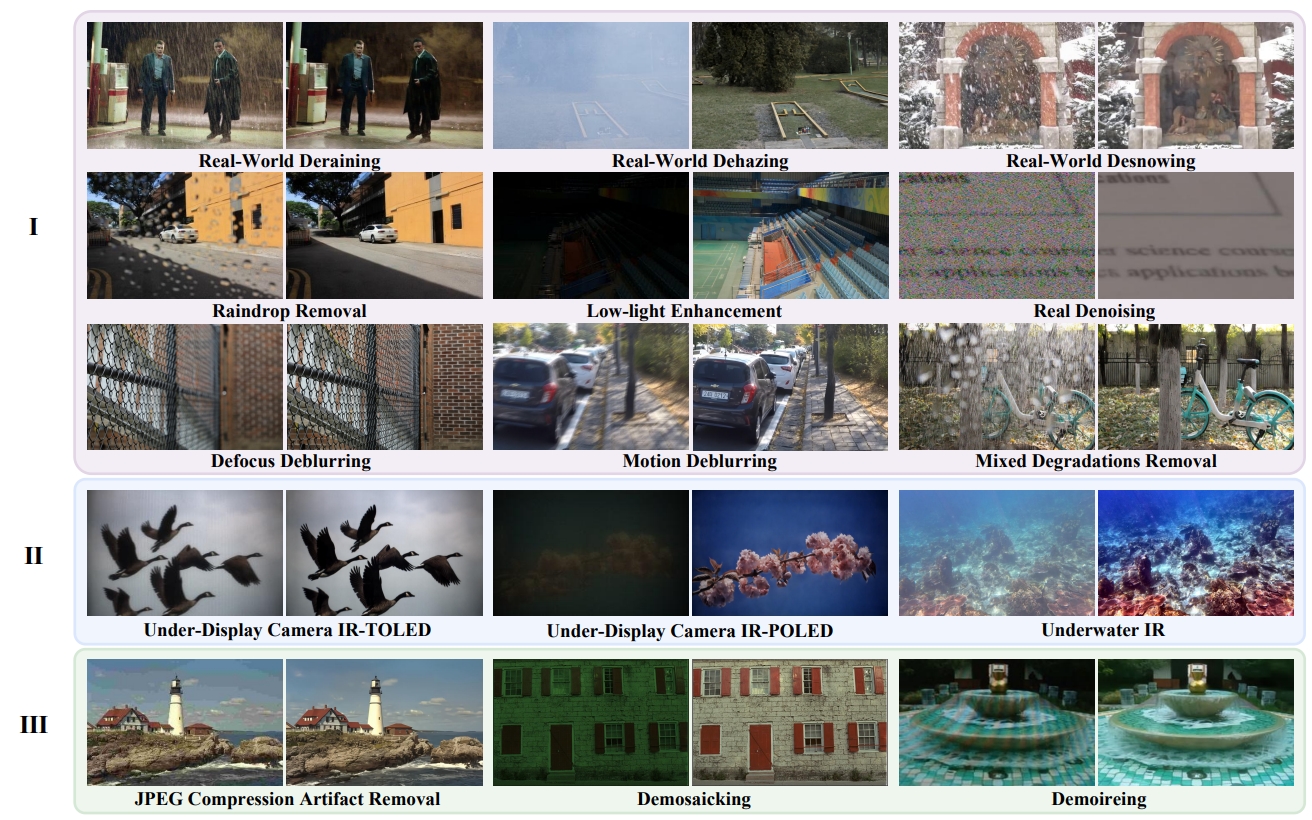 Real-World Deraining
Real-World Dehazing
Real-World Desnowing
I
Raindrop Removal
Low-light Enhancement
cations
Real Denoising
Defocus Deblurring
Motion Deblurring
Mixed Degradations Removal
II
Under-Display Camera IR-TOLED
Under-Display Camera IR-POLED
Underwater IR
III
JPEG Compression Artifact Removal
Demosaicking
Demoireing